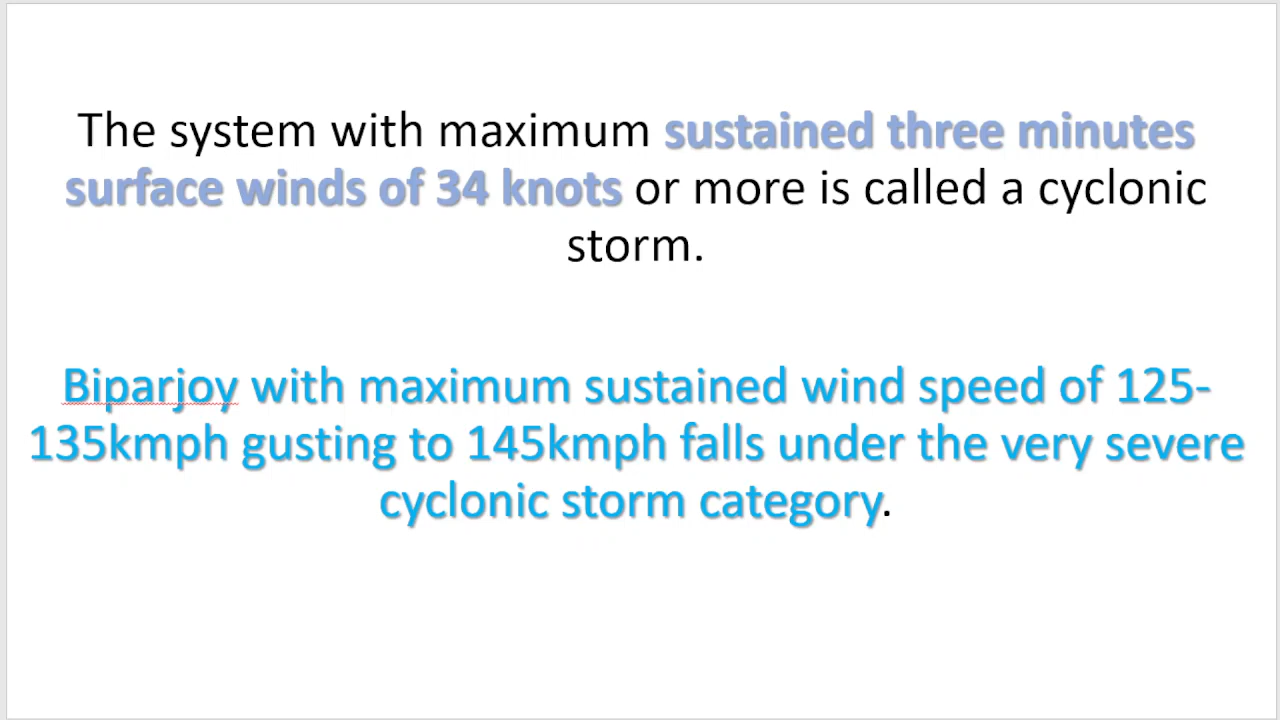 The system with maximum sustained three minutes
surface winds of 34 knots or more is called a cyclonic
storm.
Biparjoy with maximum sustained wind speed of 125-
135kmph gusting to 145kmph falls under the very severe
cyclonic storm category.